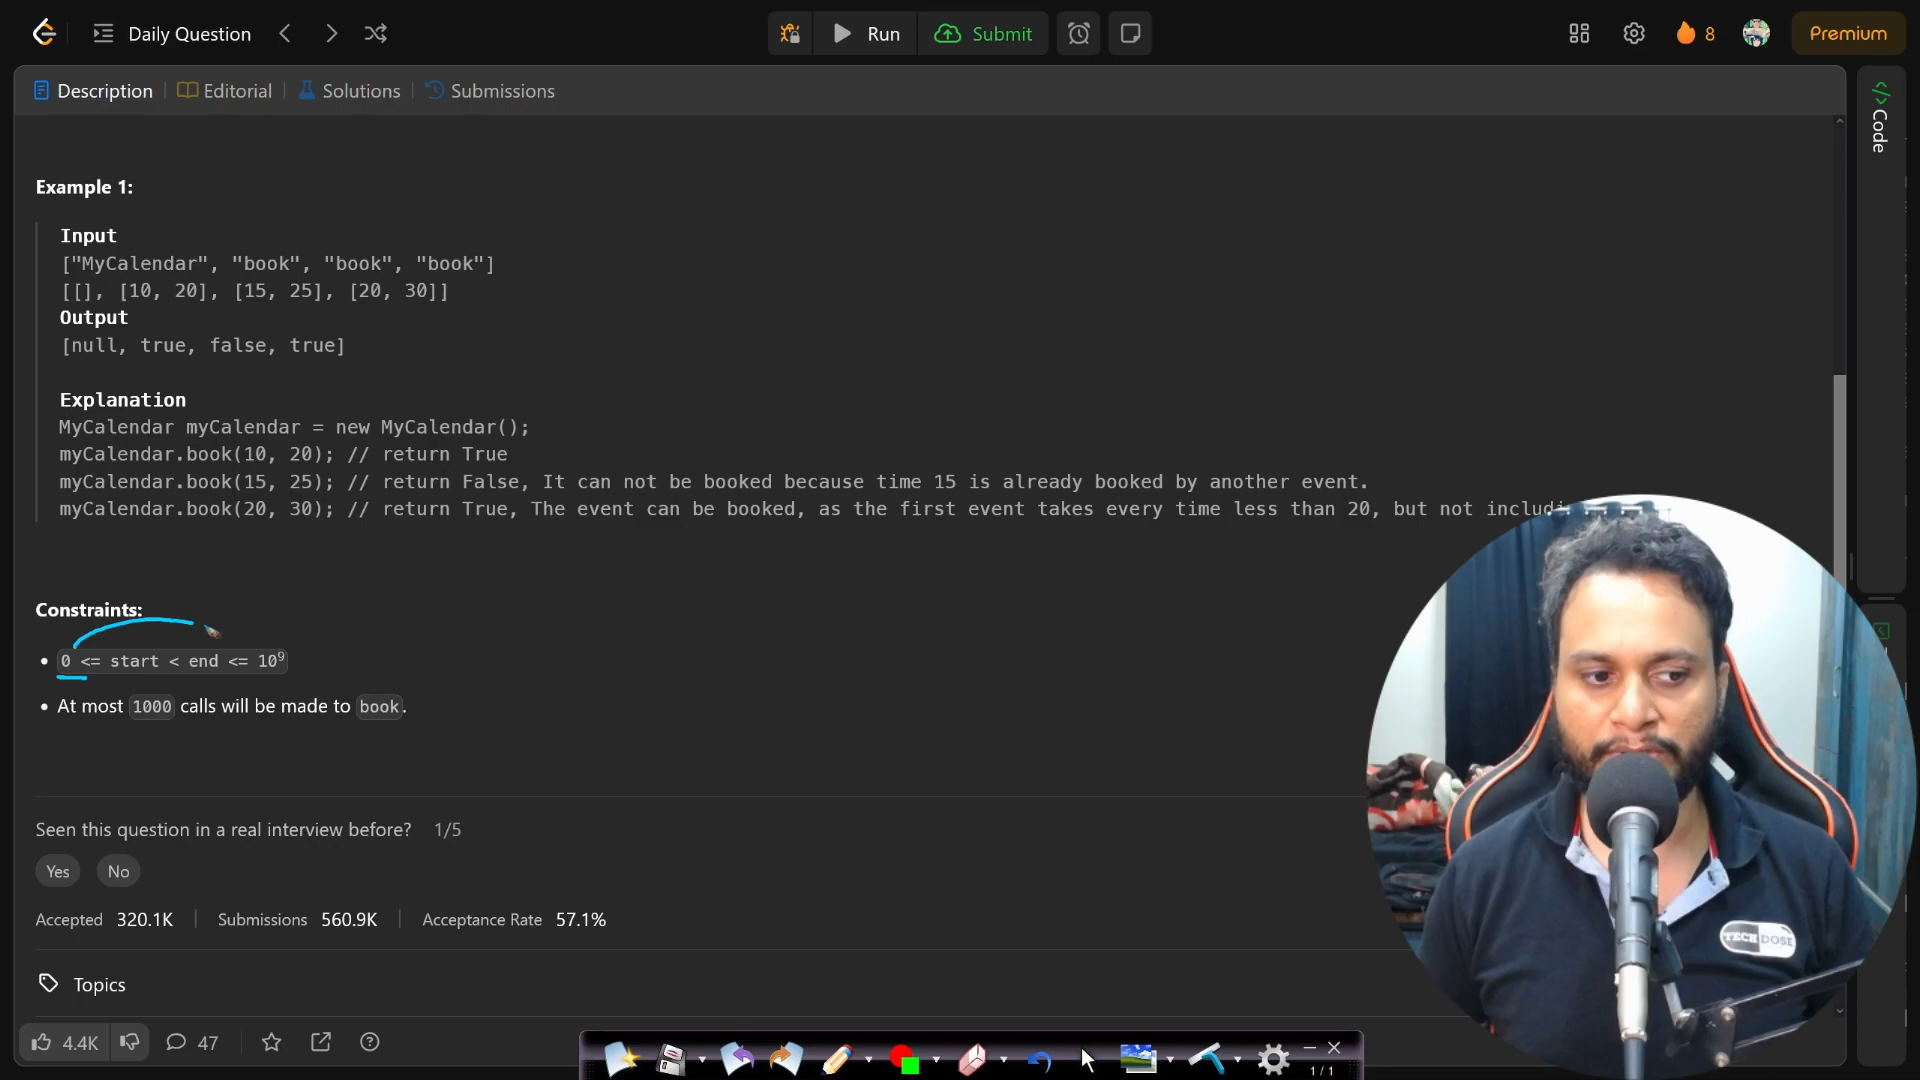 Daily Question
Run
Submit
8
Premium
Description
Editorial
Solutions
Submissions
Code
Example 1:
Input
["MyCalendar", "book", "book", "book"]
[[], [10, 20], [15, 25], [20, 30]]
Output
[null, true, false, true]
Explanation
MyCalendar myCalendar = new MyCalendar();
myCalendar.book(10, 20); // return True
myCalendar.book(15, 25); // return False, It can not be booked because time 15 is already booked by another event.
myCalendar.book(20, 30); // return True, The event can be booked, as the first event takes every time less than 20, but not
Constraints:
0 <= start < end <= 10⁹
At most 1000 calls will be made to book.
Seen this question in a real interview before? 1/5
Yes
No
Accepted 320.1K
Submissions 560.9K
Acceptance Rate 57.1%
TECH DOSE
Topics
4.4K
47
1 / 1